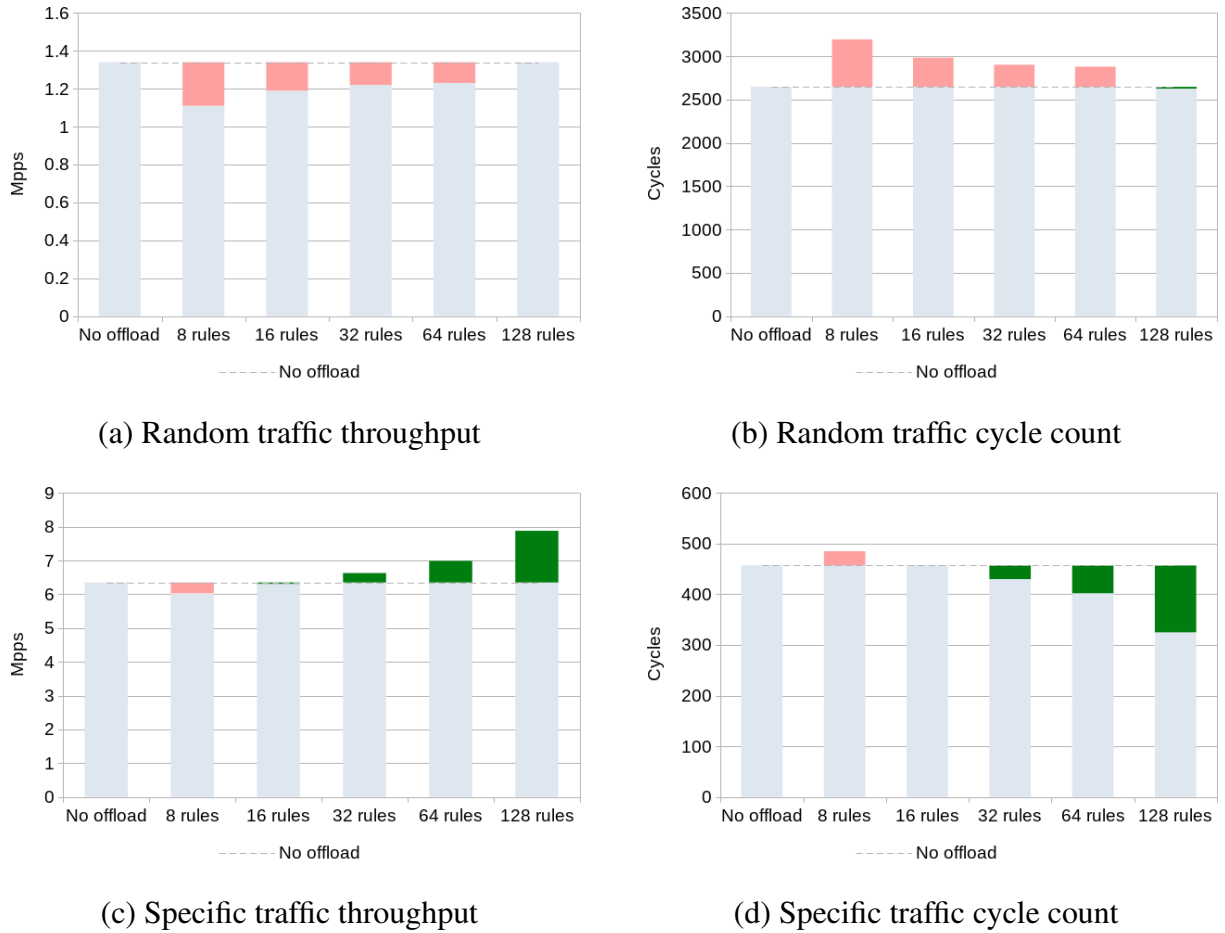 1.6
1.4
1.2
1
0.8
0.6
0.4
0.2
0
Mpps
No offload 8 rules 16 rules 32 rules 64 rules 128 rules
No offload
(a) Random traffic throughput
3500
3000
2500
2000
1500
1000
500
0
Cycles
No offload 8 rules 16 rules 32 rules 64 rules 128 rules
No offload
(b) Random traffic cycle count
9
8
7
6
5
4
3
2
1
0
Mpps
No offload 8 rules 16 rules 32 rules 64 rules 128 rules
No offload
(c) Specific traffic throughput
600
500
400
300
200
100
0
Cycles
No offload 8 rules 16 rules 32 rules 64 rules 128 rules
No offload
(d) Specific traffic cycle count